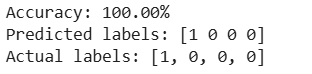 Accuracy: 100.00%
Predicted labels: [1 0 0 0]
Actual labels: [1, 0, 0, 0]